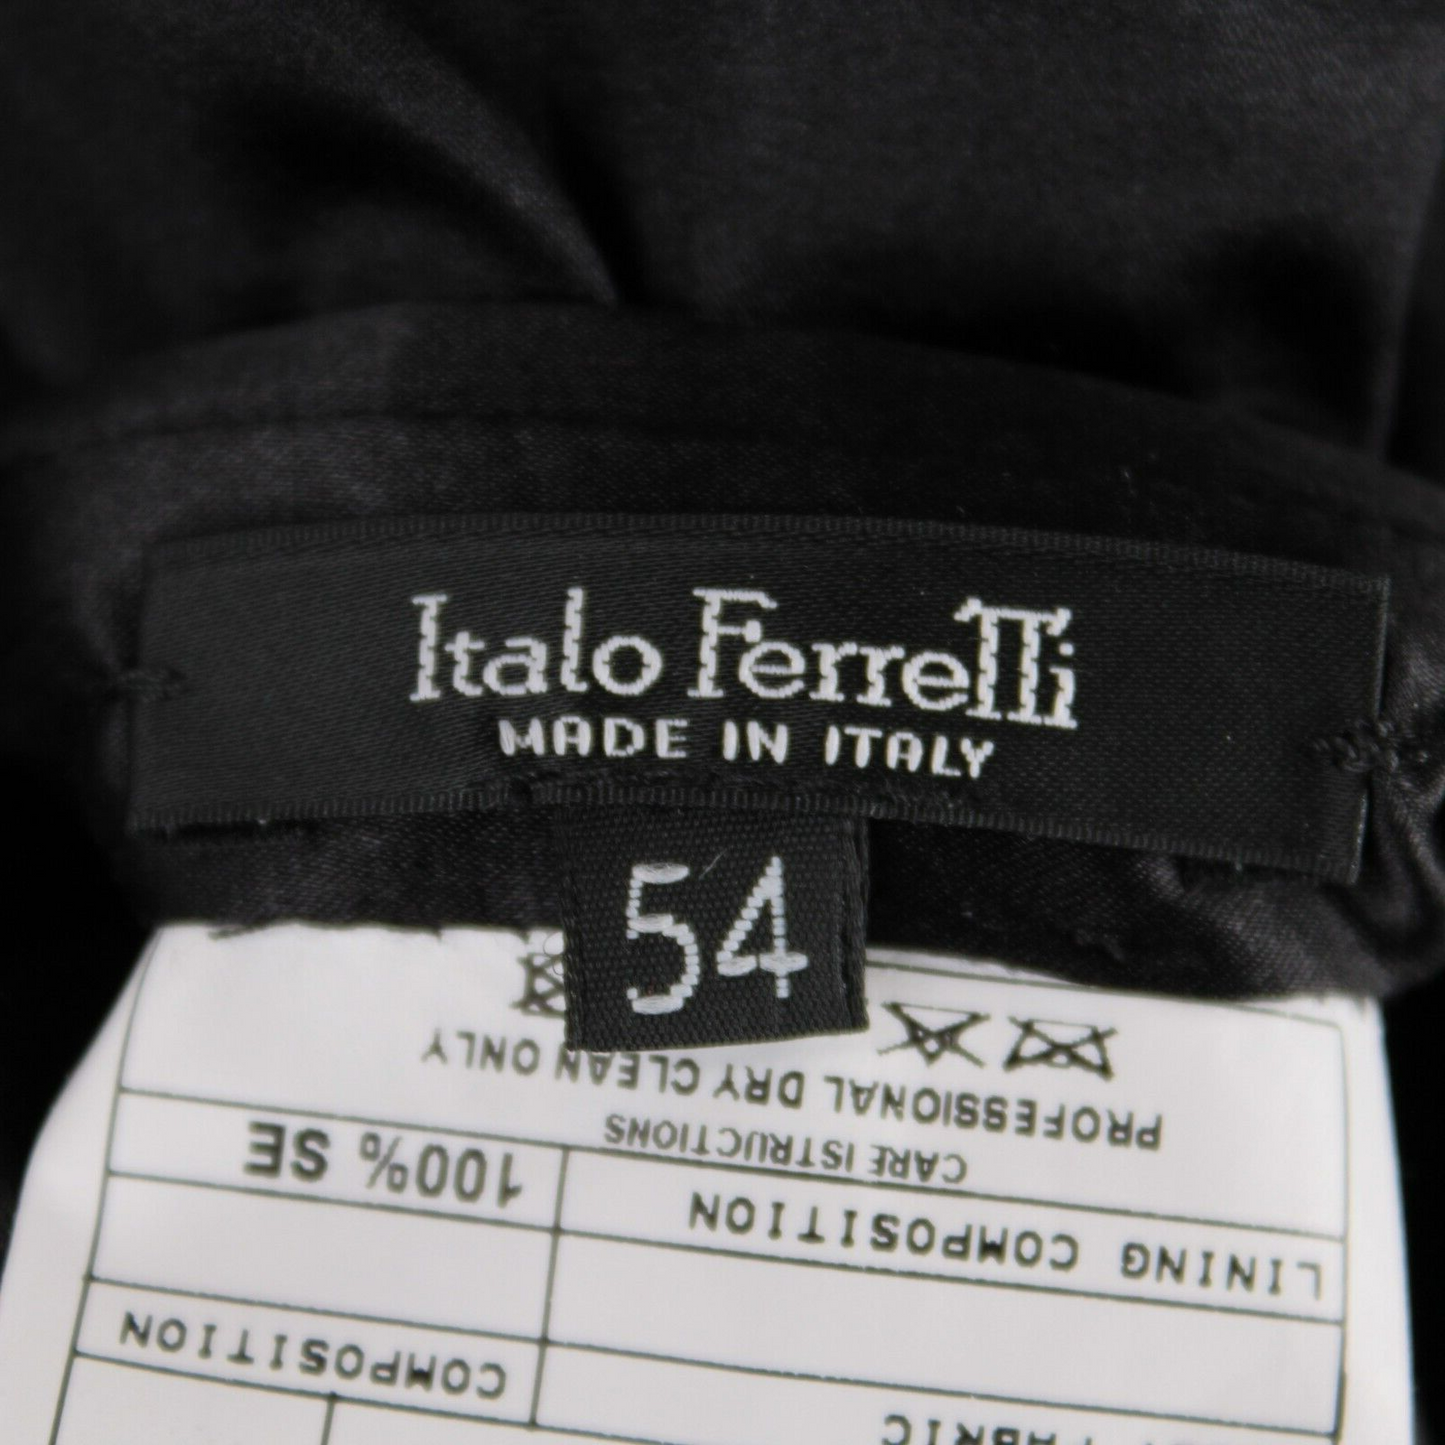 Italo Ferretti
MADE IN ITALY
54
PROFESSIONAL DRY CLEAN ONLY
CARE ISTRUCTIONS
LINING COMPOSITION 100% SE
COMPOSITION